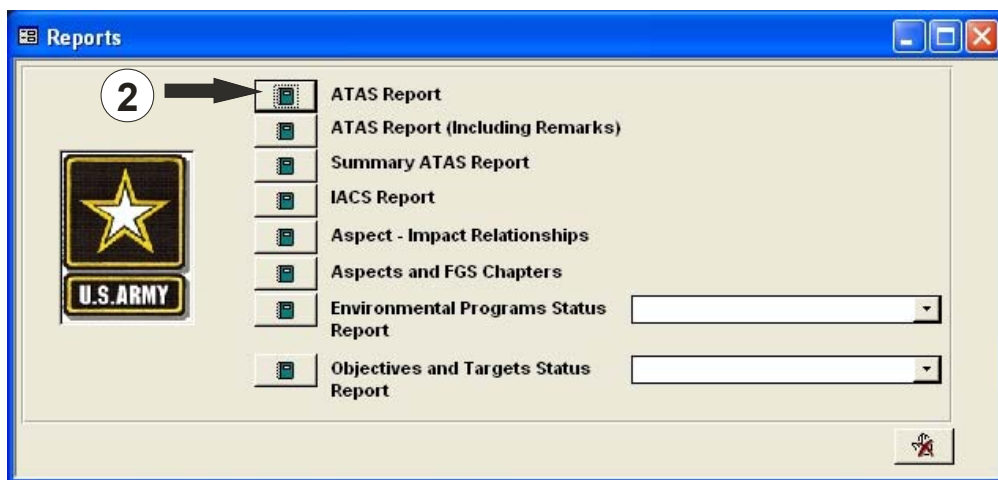 Reports
2
ATAS Report
ATAS Report (Including Remarks)
Summary ATAS Report
IACS Report
Aspect - Impact Relationships
Aspects and FGS Chapters
Environmental Programs Status
Report
Objectives and Targets Status
Report
U.S.ARMY